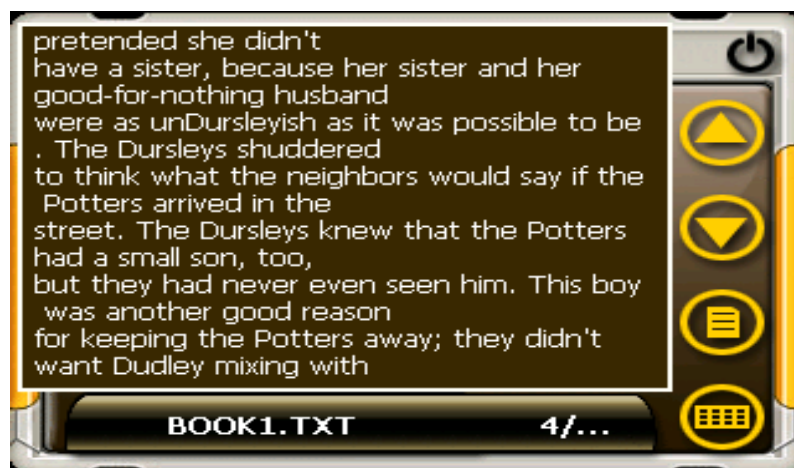 pretended she didn't
have a sister, because her sister and her
good-for-nothing husband
were as unDursleyish as it was possible to be
. The Dursleys shuddered
to think what the neighbors would say if the
Potters arrived in the
street. The Dursleys knew that the Potters
had a small son, too,
but they had never even seen him. This boy
was another good reason
for keeping the Potters away; they didn't
want Dudley mixing with
BOOK1.TXT 4/...